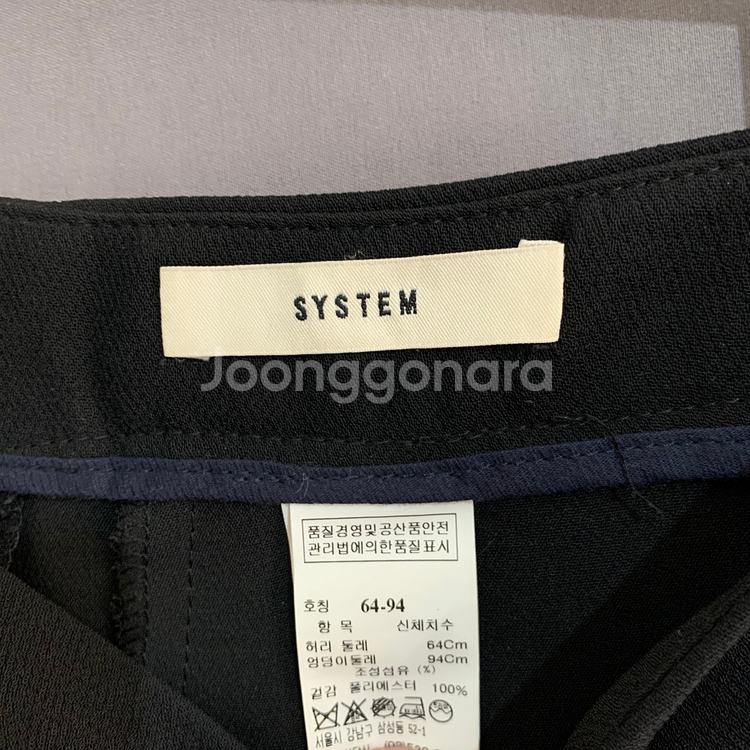 SYSTEM
Joonggonara
품질경영및공산품안전
관리법에의한품질표시
호칭 64-94
항 목 신체치수
허리 둘레 64Cm
엉덩이둘레 94Cm
조성섬유 (%)
겉감 폴리에스터 100%
서울시 강남구 삼성동 52-1